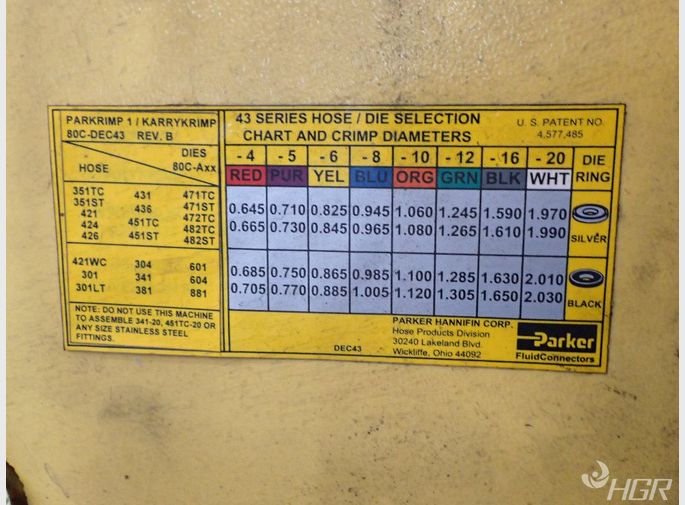 PARKRIMP 1 / KARRYKRIMP
80C-DEC43 REV. B
43 SERIES HOSE / DIE SELECTION
CHART AND CRIMP DIAMETERS
U.S. PATENT NO.
4,577,485
HOSE
DIES
80C-Axx
- 4 - 5 - 6 - 8 - 10 - 12 - 16 - 20 DIE
RED PUR YEL BLU ORG GRN BLK WHT RING
351TC 431 471TC
351ST 436 471ST
421 451TC 472TC
424 451ST 482TC
426 482ST
0.645 0.710 0.825 0.945 1.060 1.245 1.590 1.970
0.665 0.730 0.845 0.965 1.080 1.265 1.610 1.990
SILVER
421WC 304 601
301 341 604
301LT 381 881
0.685 0.750 0.865 0.985 1.100 1.285 1.630 2.010
0.705 0.770 0.885 1.005 1.120 1.305 1.650 2.030
BLACK
NOTE: DO NOT USE THIS MACHINE
TO ASSEMBLE 341-20, 451TC-20 OR
ANY SIZE STAINLESS STEEL
FITTINGS.
DEC43
PARKER HANNIFIN CORP.
Hose Products Division
30240 Lakeland Blvd.
Wickliffe, Ohio 44092
Parker
FluidConnectors
HGR